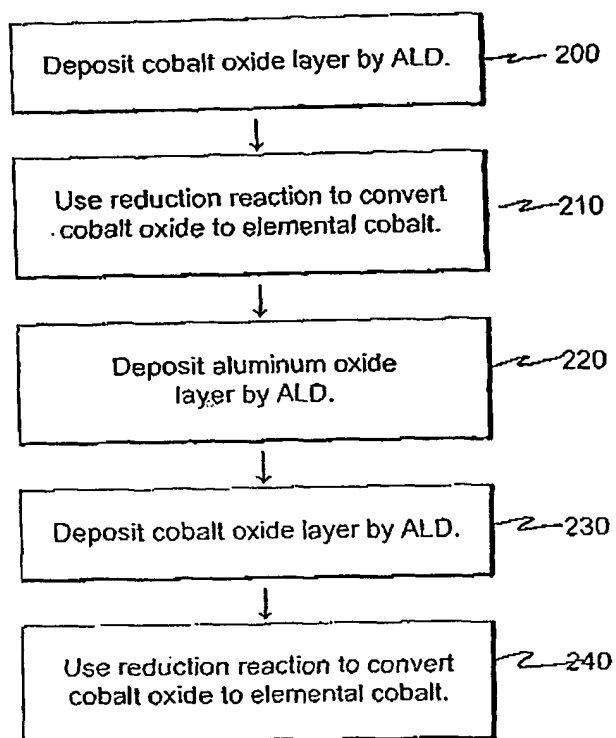 Deposit cobalt oxide layer by ALD. 200
Use reduction reaction to convert
cobalt oxide to elemental cobalt. 210
Deposit aluminum oxide
layer by ALD. 220
Deposit cobalt oxide layer by ALD. 230
Use reduction reaction to convert
cobalt oxide to elemental cobalt. 240